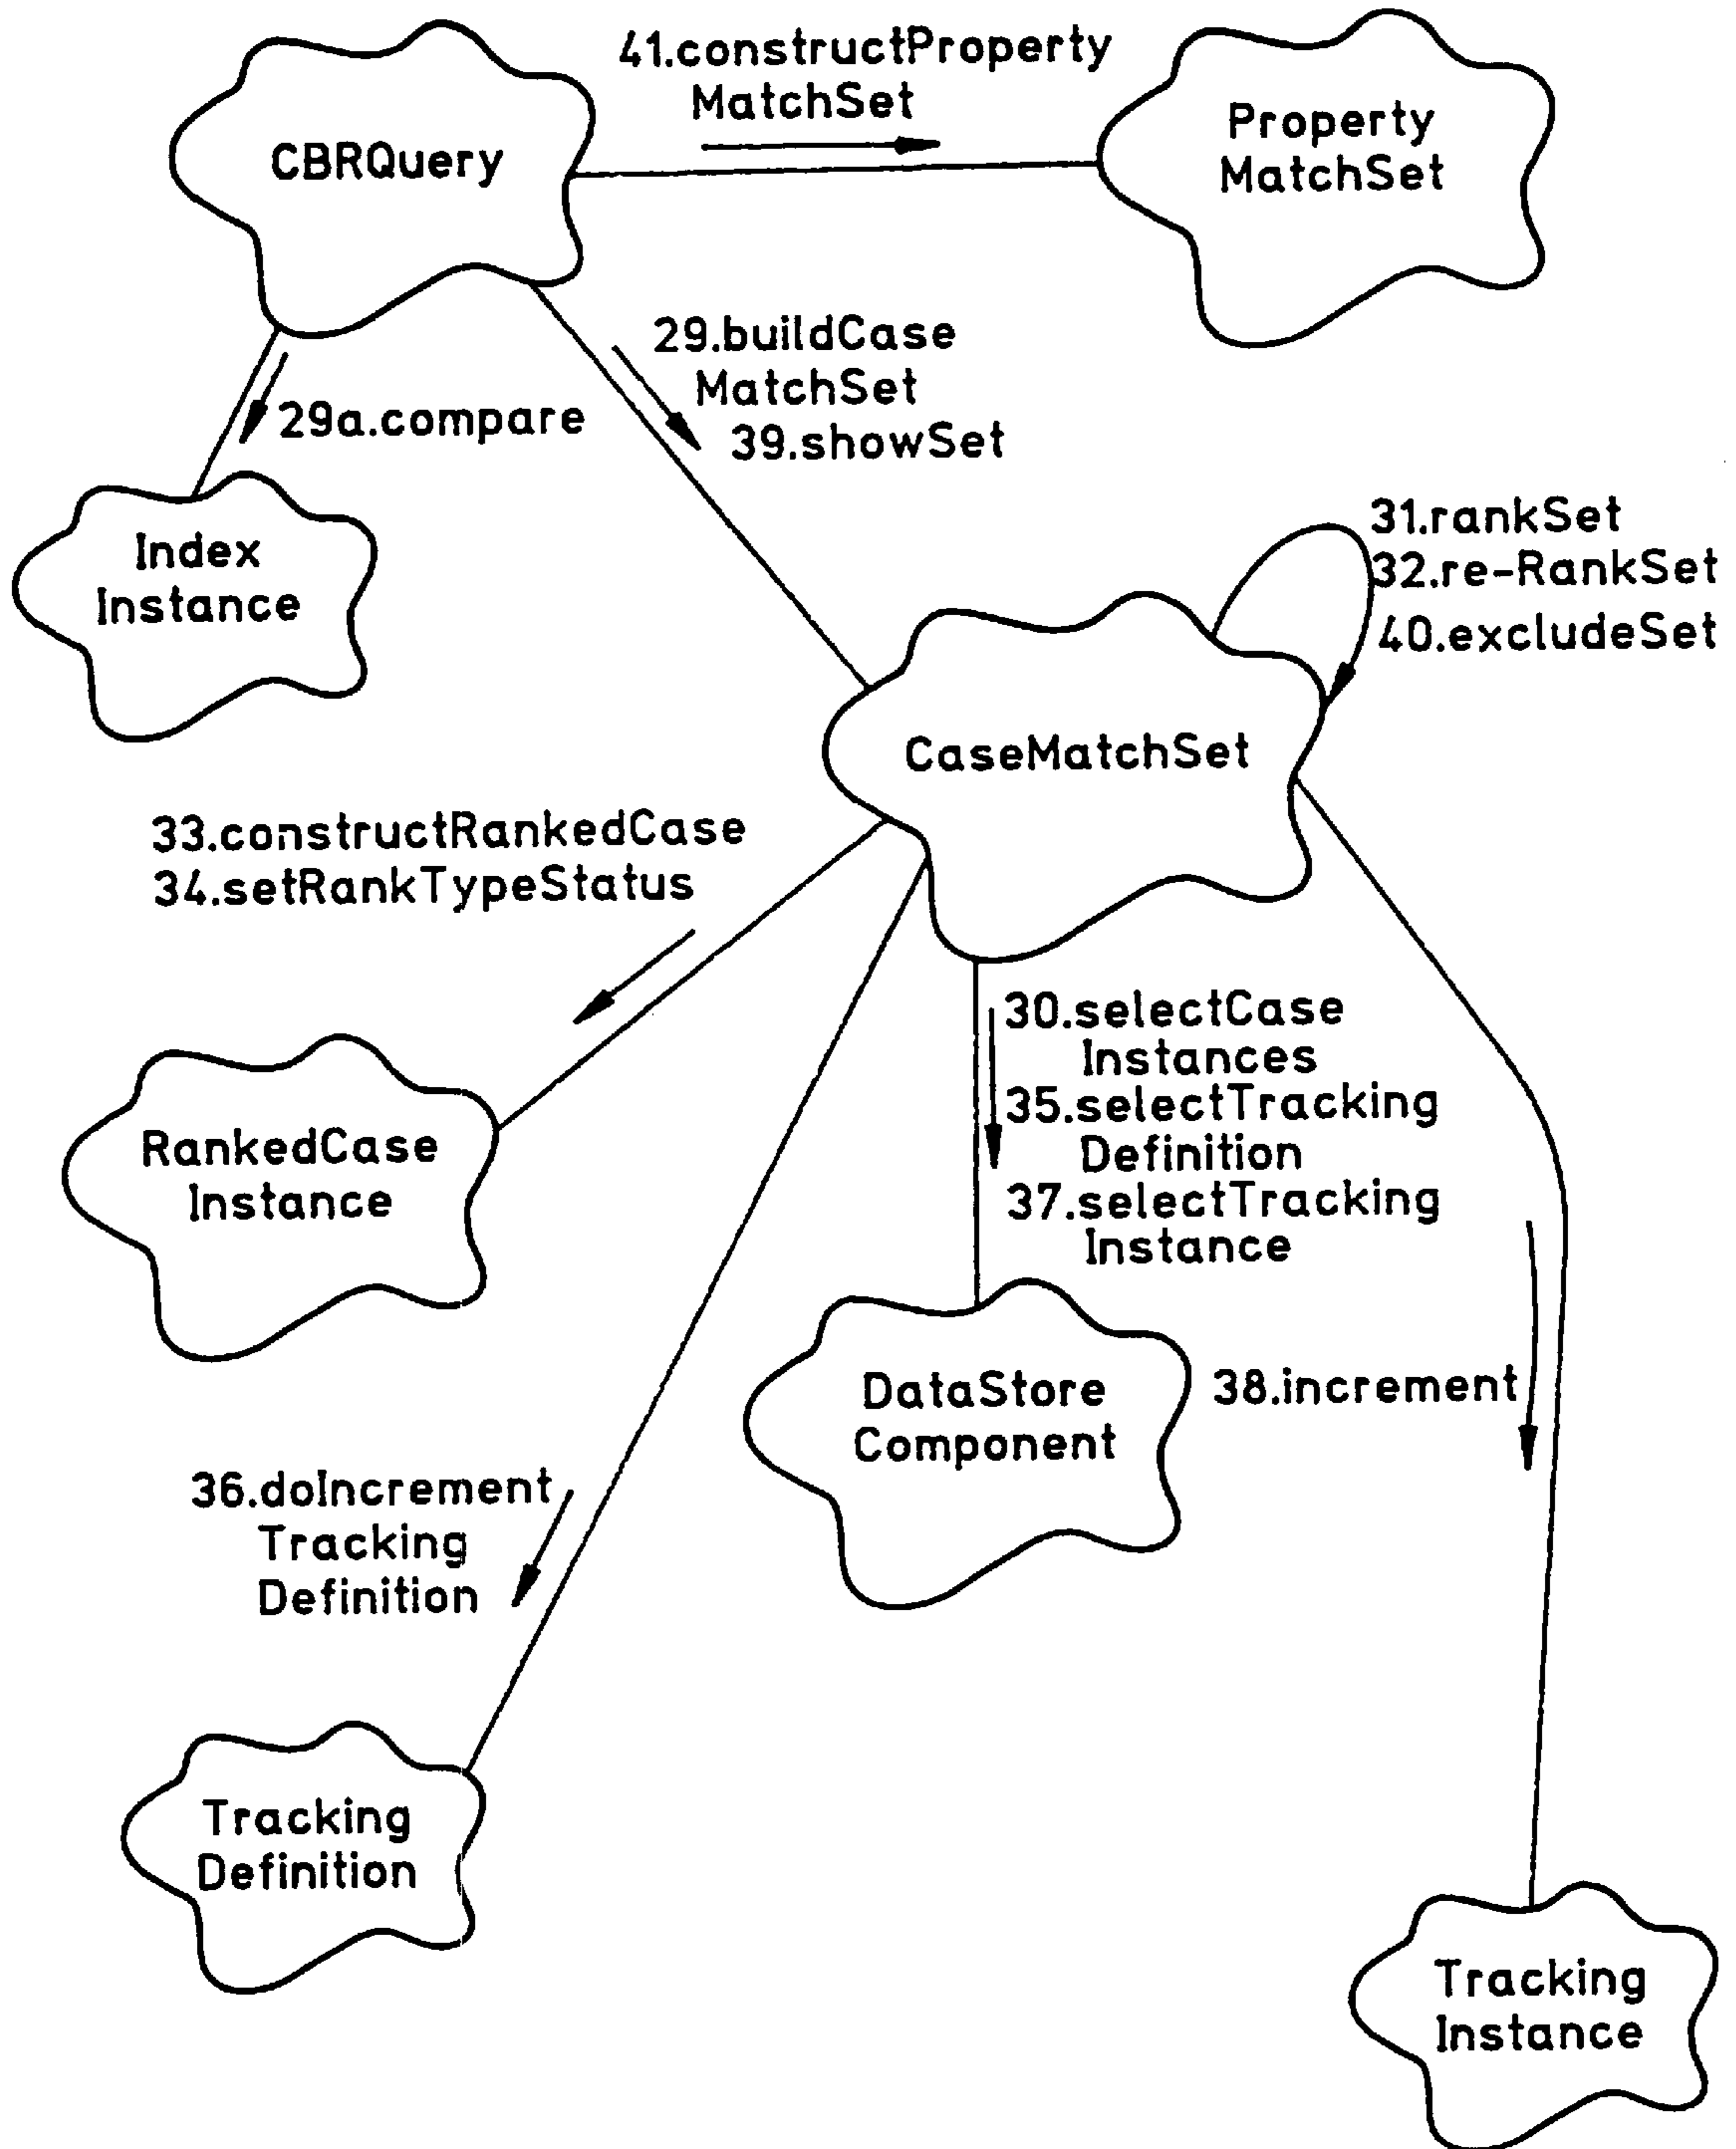 41.constructProperty
MatchSet
CBRQuery
Property
MatchSet
29.buildCase
MatchSet
39.showSet
29a.compare
Index
Instance
31.rankSet
32.re-RankSet
40.excludeSet
CaseMatchSet
33.constructRankedCase
34.setRankTypeStatus
30.selectCase
Instances
35.selectTracking
Definition
37.selectTracking
Instance
RankedCase
Instance
DataStore
Component
38.increment
36.doIncrement
Tracking
Definition
Tracking
Definition
Tracking
Instance